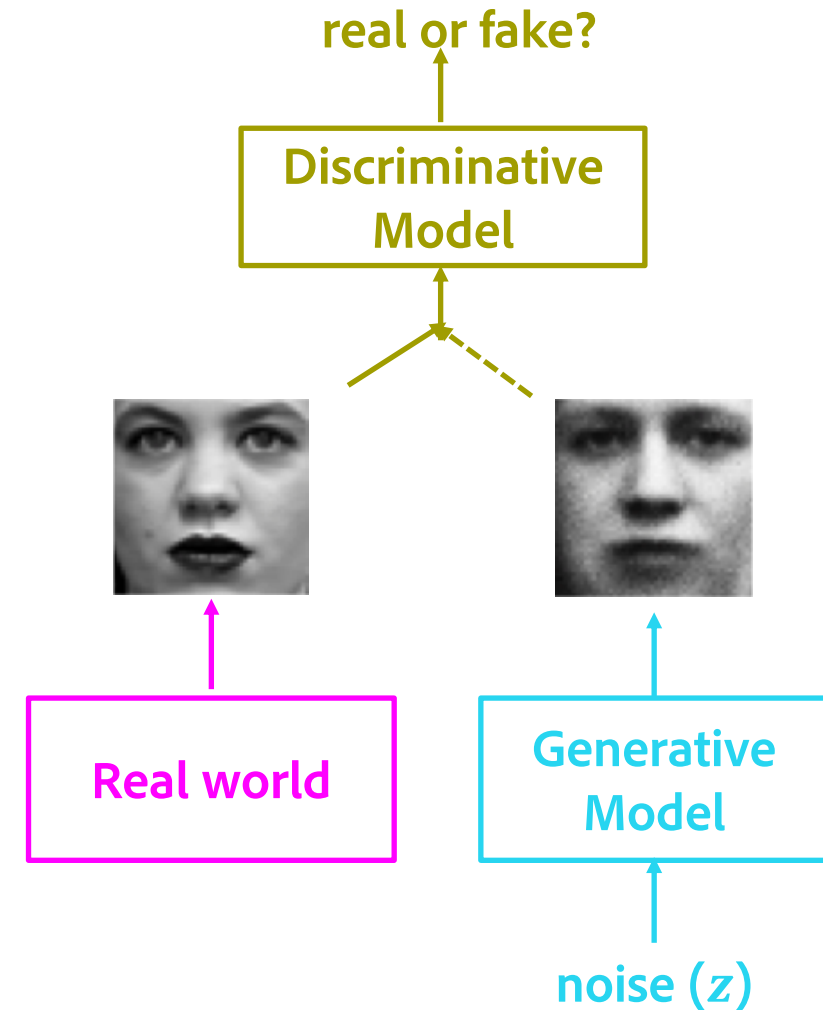 real or fake?
Discriminative
Model
Real world
Generative
Model
noise (z)